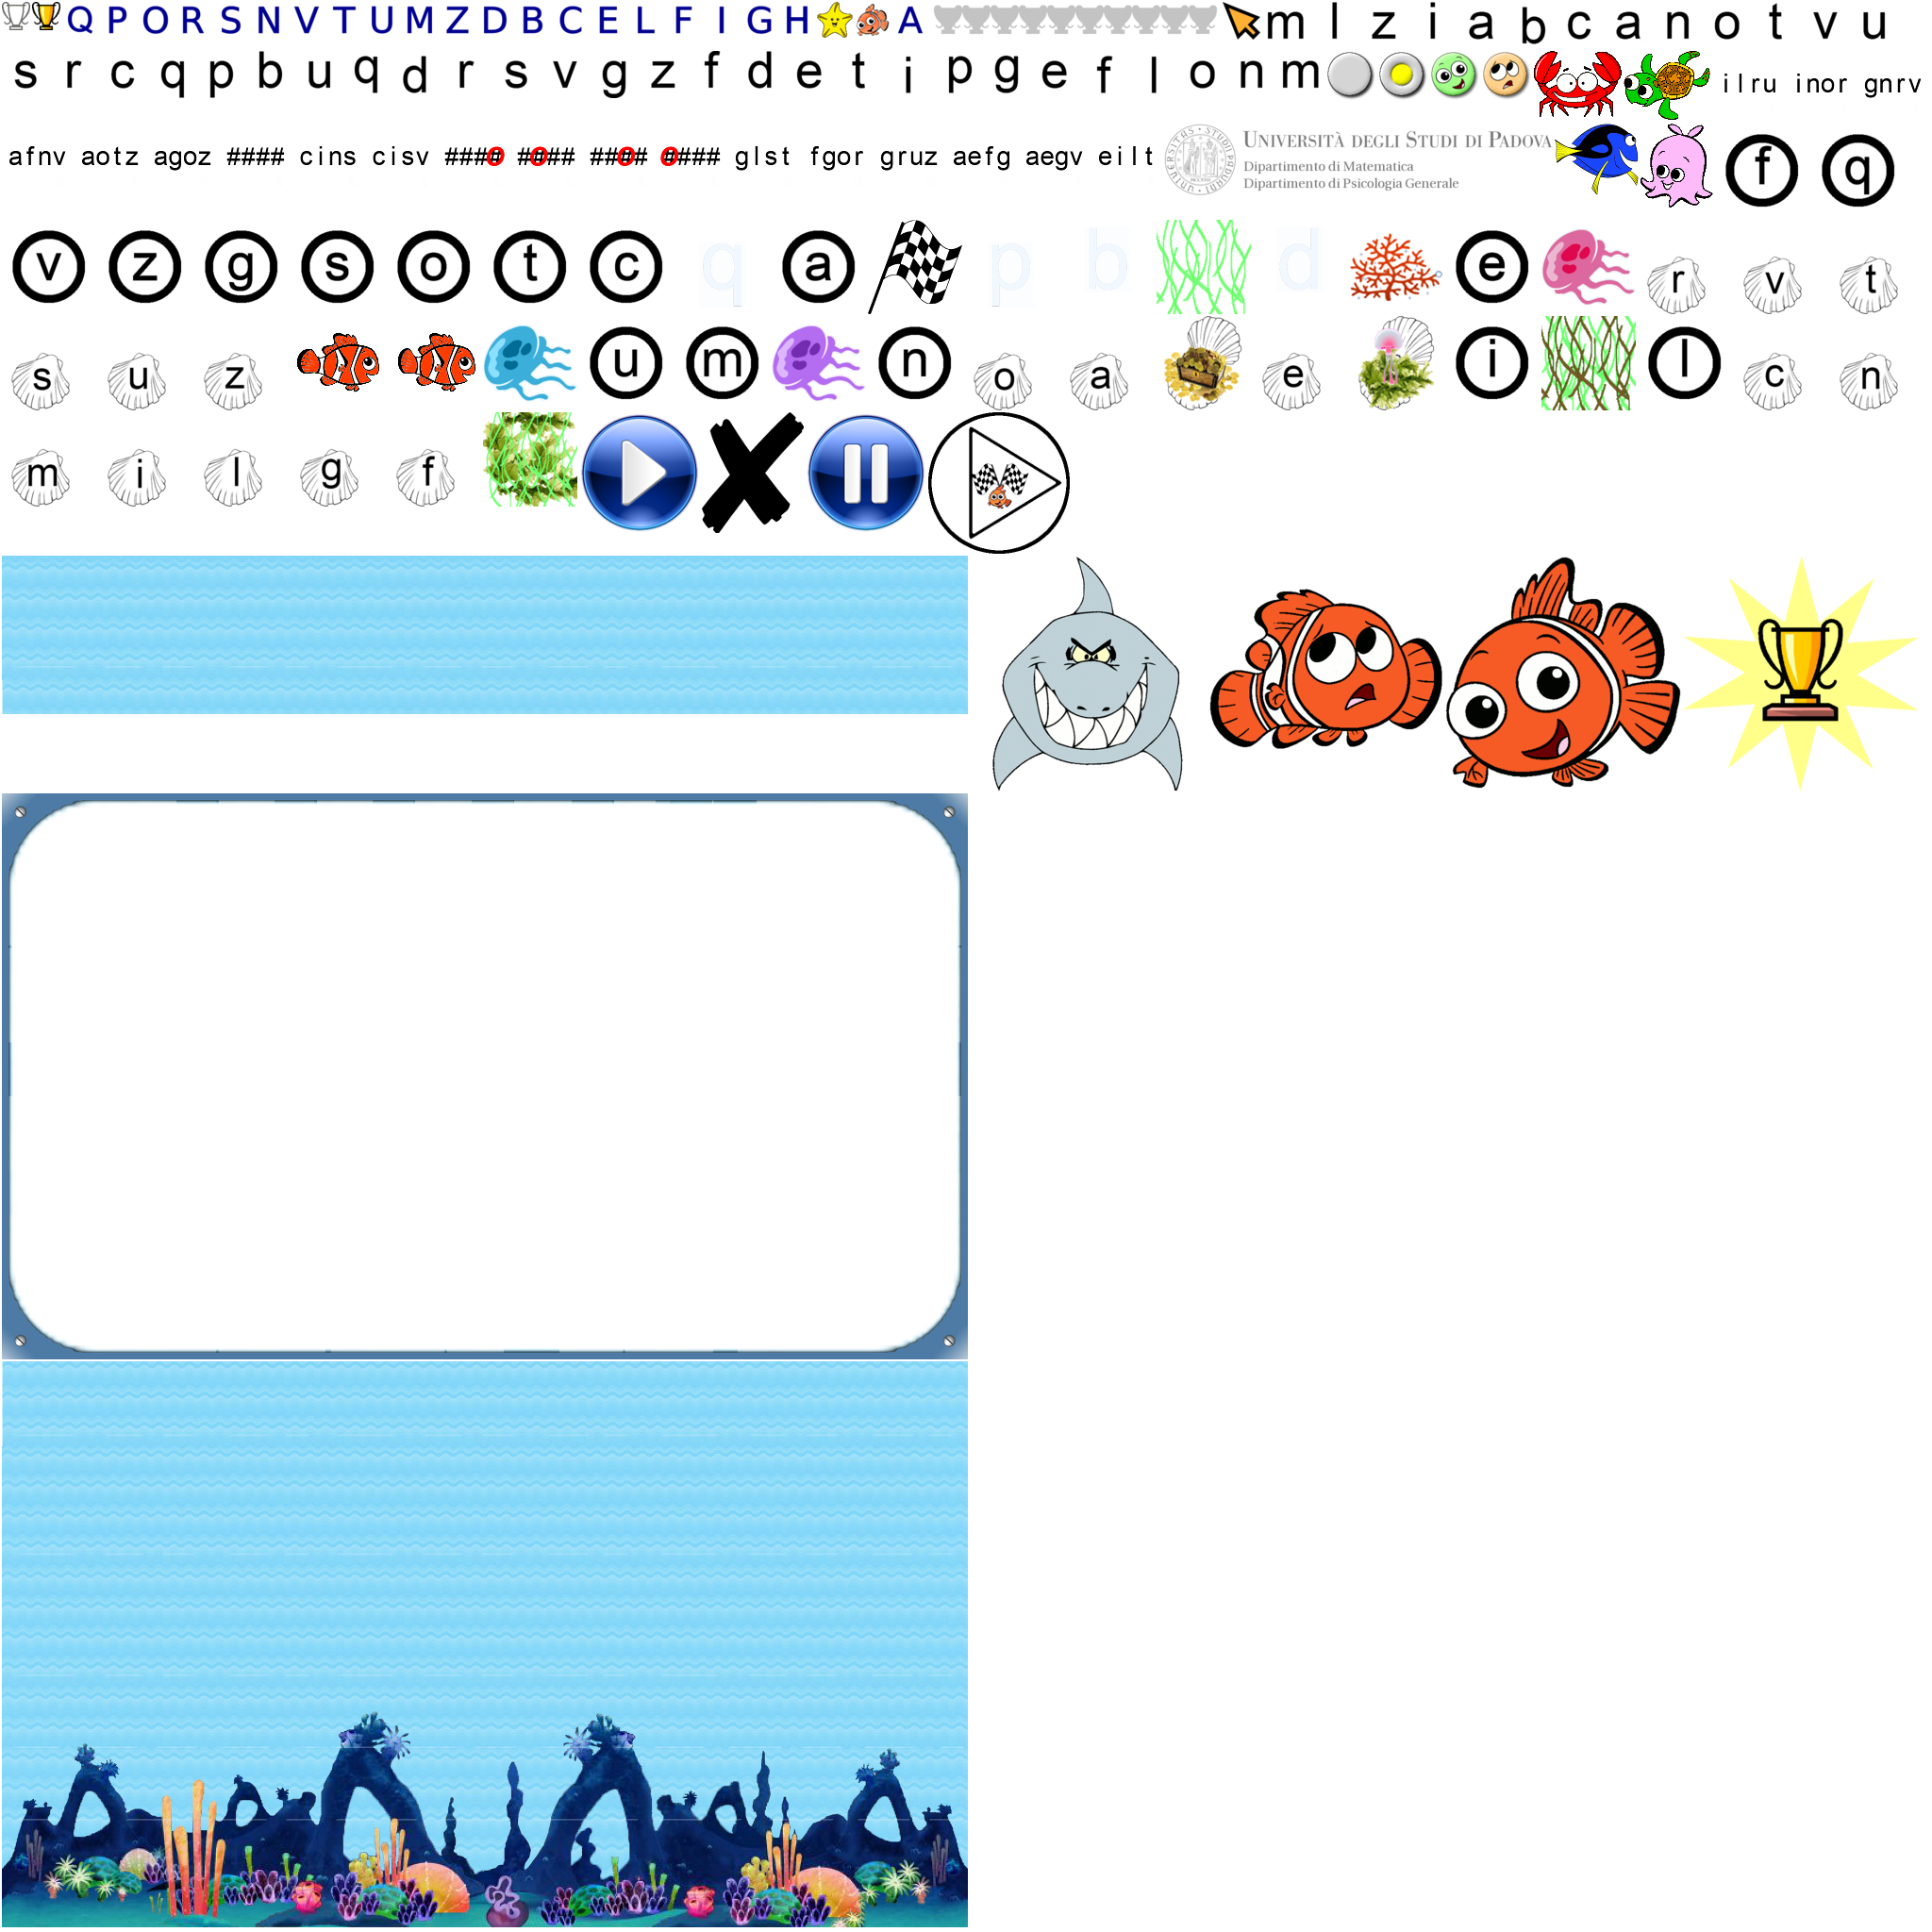 Q P O R S N V T U M Z D B C E L F I G H A m l z i a b c a n o t v u
s r c q p b u q d r s v g z f d e t i p g e f l o n m ilru inor gnrv
afnv aotz agoz #### cins cisv #### #### #### #### glst fgor gruz aefg aegv eilt
UNIVERSITÀ DEGLI STUDI DI PADOVA
Dipartimento di Matematica
Dipartimento di Psicologia Generale
f q
v z g s o t c q a p b d e r v t
s u z u m n o a e i l c n
m i l g f